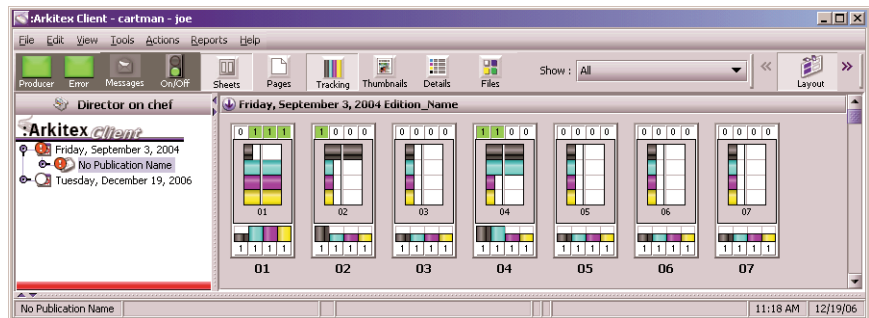 :Arkitex Client - cartman - joe
File Edit View Tools Actions Reports Help
Producer Error Messages On/Off Sheets Pages Tracking Thumbnails Details Files Show : All Layout
Director on chef
Friday, September 3, 2004 Edition_Name
:Arkitex Client
Friday, September 3, 2004
No Publication Name
Tuesday, December 19, 2006
0 1 1 1 1 0 0 0 0 0 0 0 1 1 0 0 0 0 0 0 0 0 0 0 0 0 0 0
01 02 03 04 05 06 07
1 1 1 1 1 1 1 1 1 1 1 1 1 1 1 1 1 1 1 1 1 1 1 1 1 1 1 1
01 02 03 04 05 06 07
No Publication Name 11:18 AM 12/19/06